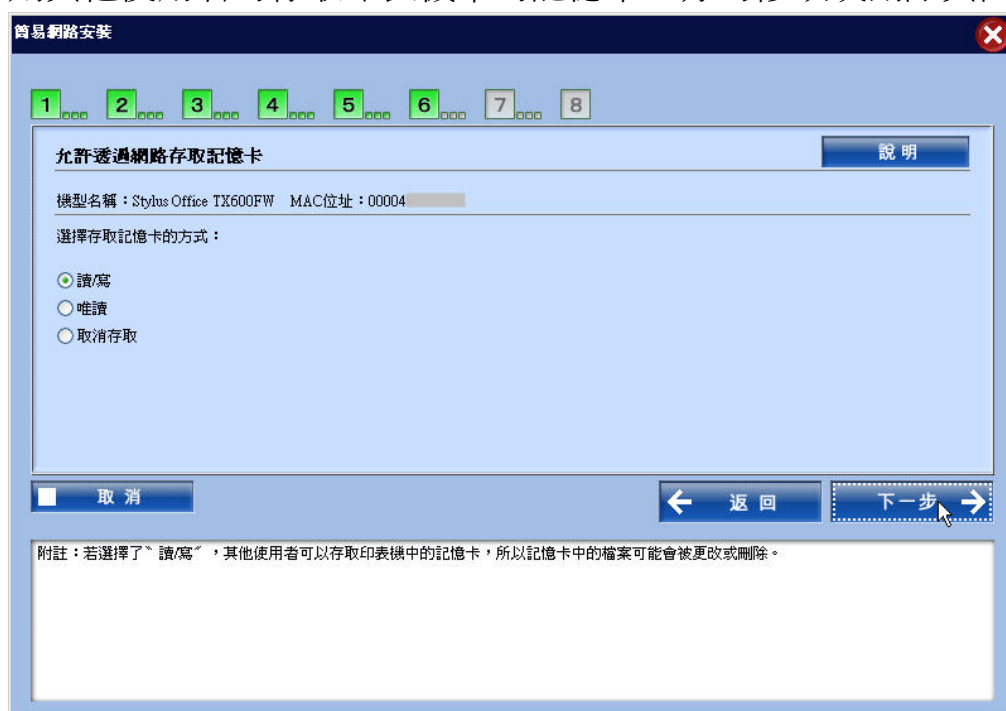 簡易網路安裝
1 2 3 4 5 6 7 8
允許透過網路存取記憶卡
說明
機型名稱：Stylus Office TX600FW MAC位址：00004
選擇存取記憶卡的方式：
讀/寫
唯讀
取消存取
取消
返回
下一步
附註：若選擇了〝讀/寫〞，其他使用者可以存取印表機中的記憶卡，所以記憶卡中的檔案可能會被更改或刪除。